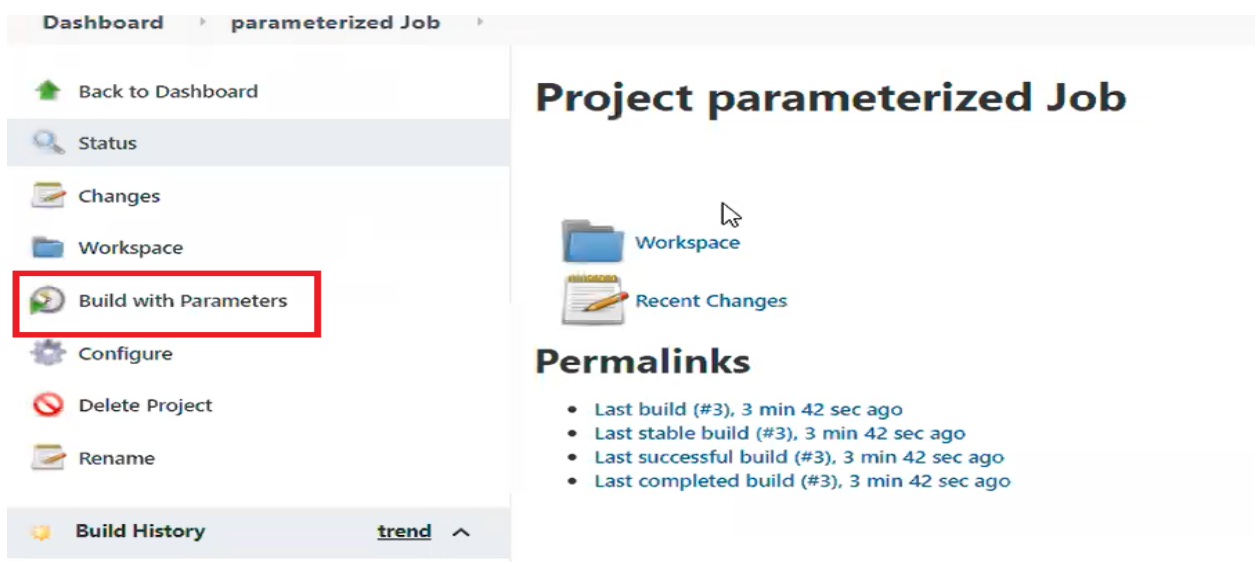 Dashboard parameterized Job
Back to Dashboard
Status
Changes
Workspace
Build with Parameters
Configure
Delete Project
Rename
Build History trend
Project parameterized Job
Workspace
Recent Changes
Permalinks
Last build (#3), 3 min 42 sec ago
Last stable build (#3), 3 min 42 sec ago
Last successful build (#3), 3 min 42 sec ago
Last completed build (#3), 3 min 42 sec ago